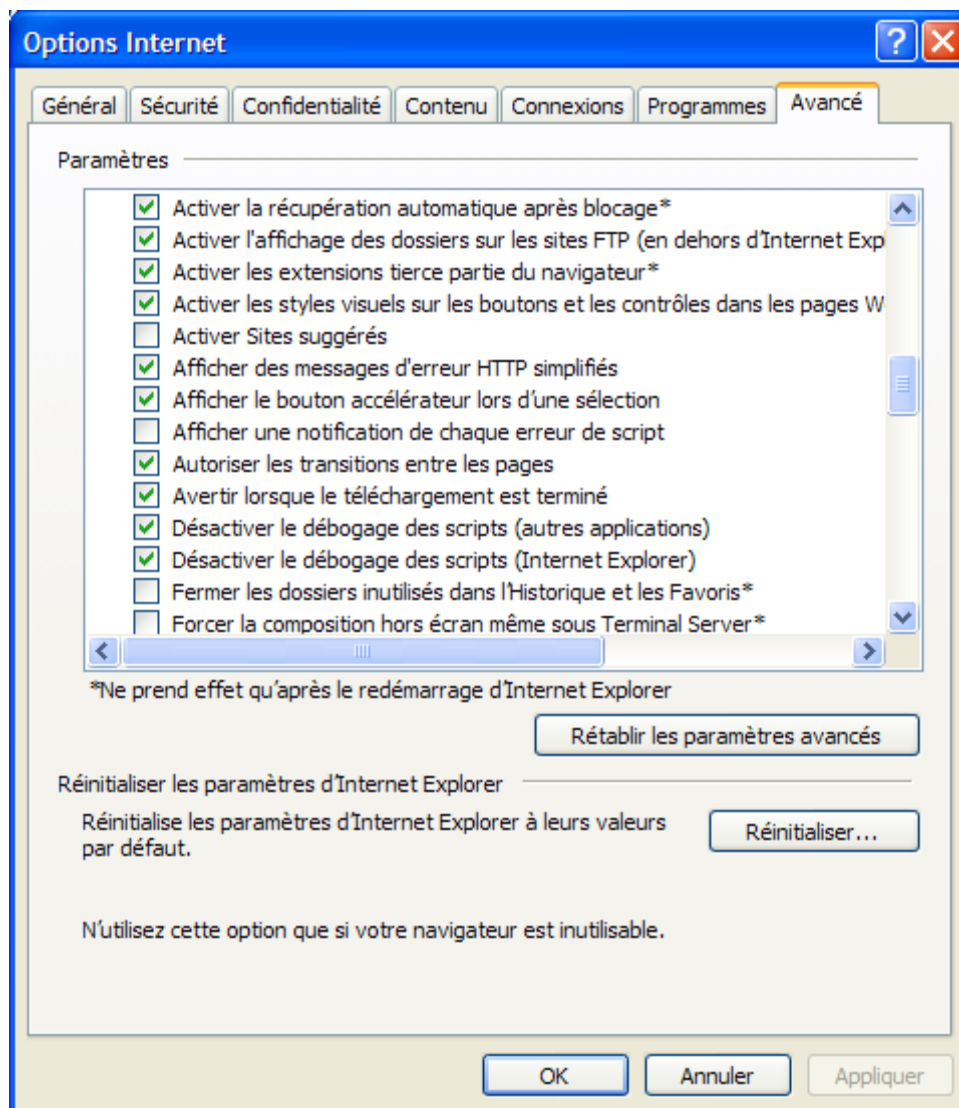 Options Internet
Général Sécurité Confidentialité Contenu Connexions Programmes Avancé
Paramètres
Activer la récupération automatique après blocage*
Activer l'affichage des dossiers sur les sites FTP (en dehors d'Internet Exp
Activer les extensions tierce partie du navigateur*
Activer les styles visuels sur les boutons et les contrôles dans les pages W
Activer Sites suggérés
Afficher des messages d'erreur HTTP simplifiés
Afficher le bouton accélérateur lors d'une sélection
Afficher une notification de chaque erreur de script
Autoriser les transitions entre les pages
Avertir lorsque le téléchargement est terminé
Désactiver le débogage des scripts (autres applications)
Désactiver le débogage des scripts (Internet Explorer)
Fermer les dossiers inutilisés dans l'Historique et les Favoris*
Forcer la composition hors écran même sous Terminal Server*
*Ne prend effet qu'après le redémarrage d'Internet Explorer
Rétablir les paramètres avancés
Réinitialiser les paramètres d'Internet Explorer
Réinitialise les paramètres d'Internet Explorer à leurs valeurs
par défaut.
Réinitialiser...
N'utilisez cette option que si votre navigateur est inutilisable.
OK Annuler Appliquer